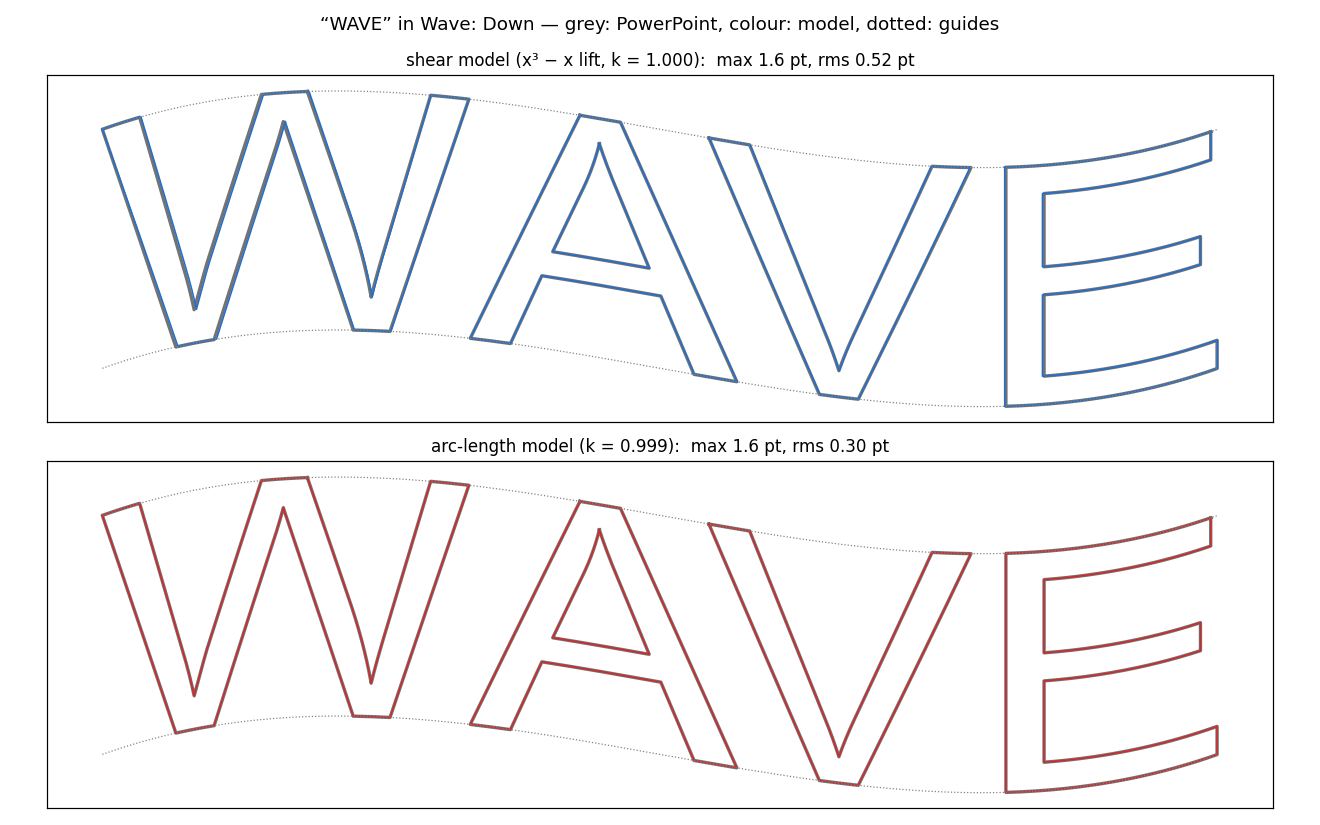 “WAVE” in Wave: Down — grey: PowerPoint, colour: model, dotted: guides
shear model (x³ − x lift, k = 1.000):  max 1.6 pt, rms 0.52 pt
WAVE
arc-length model (k = 0.999):  max 1.6 pt, rms 0.30 pt
WAVE